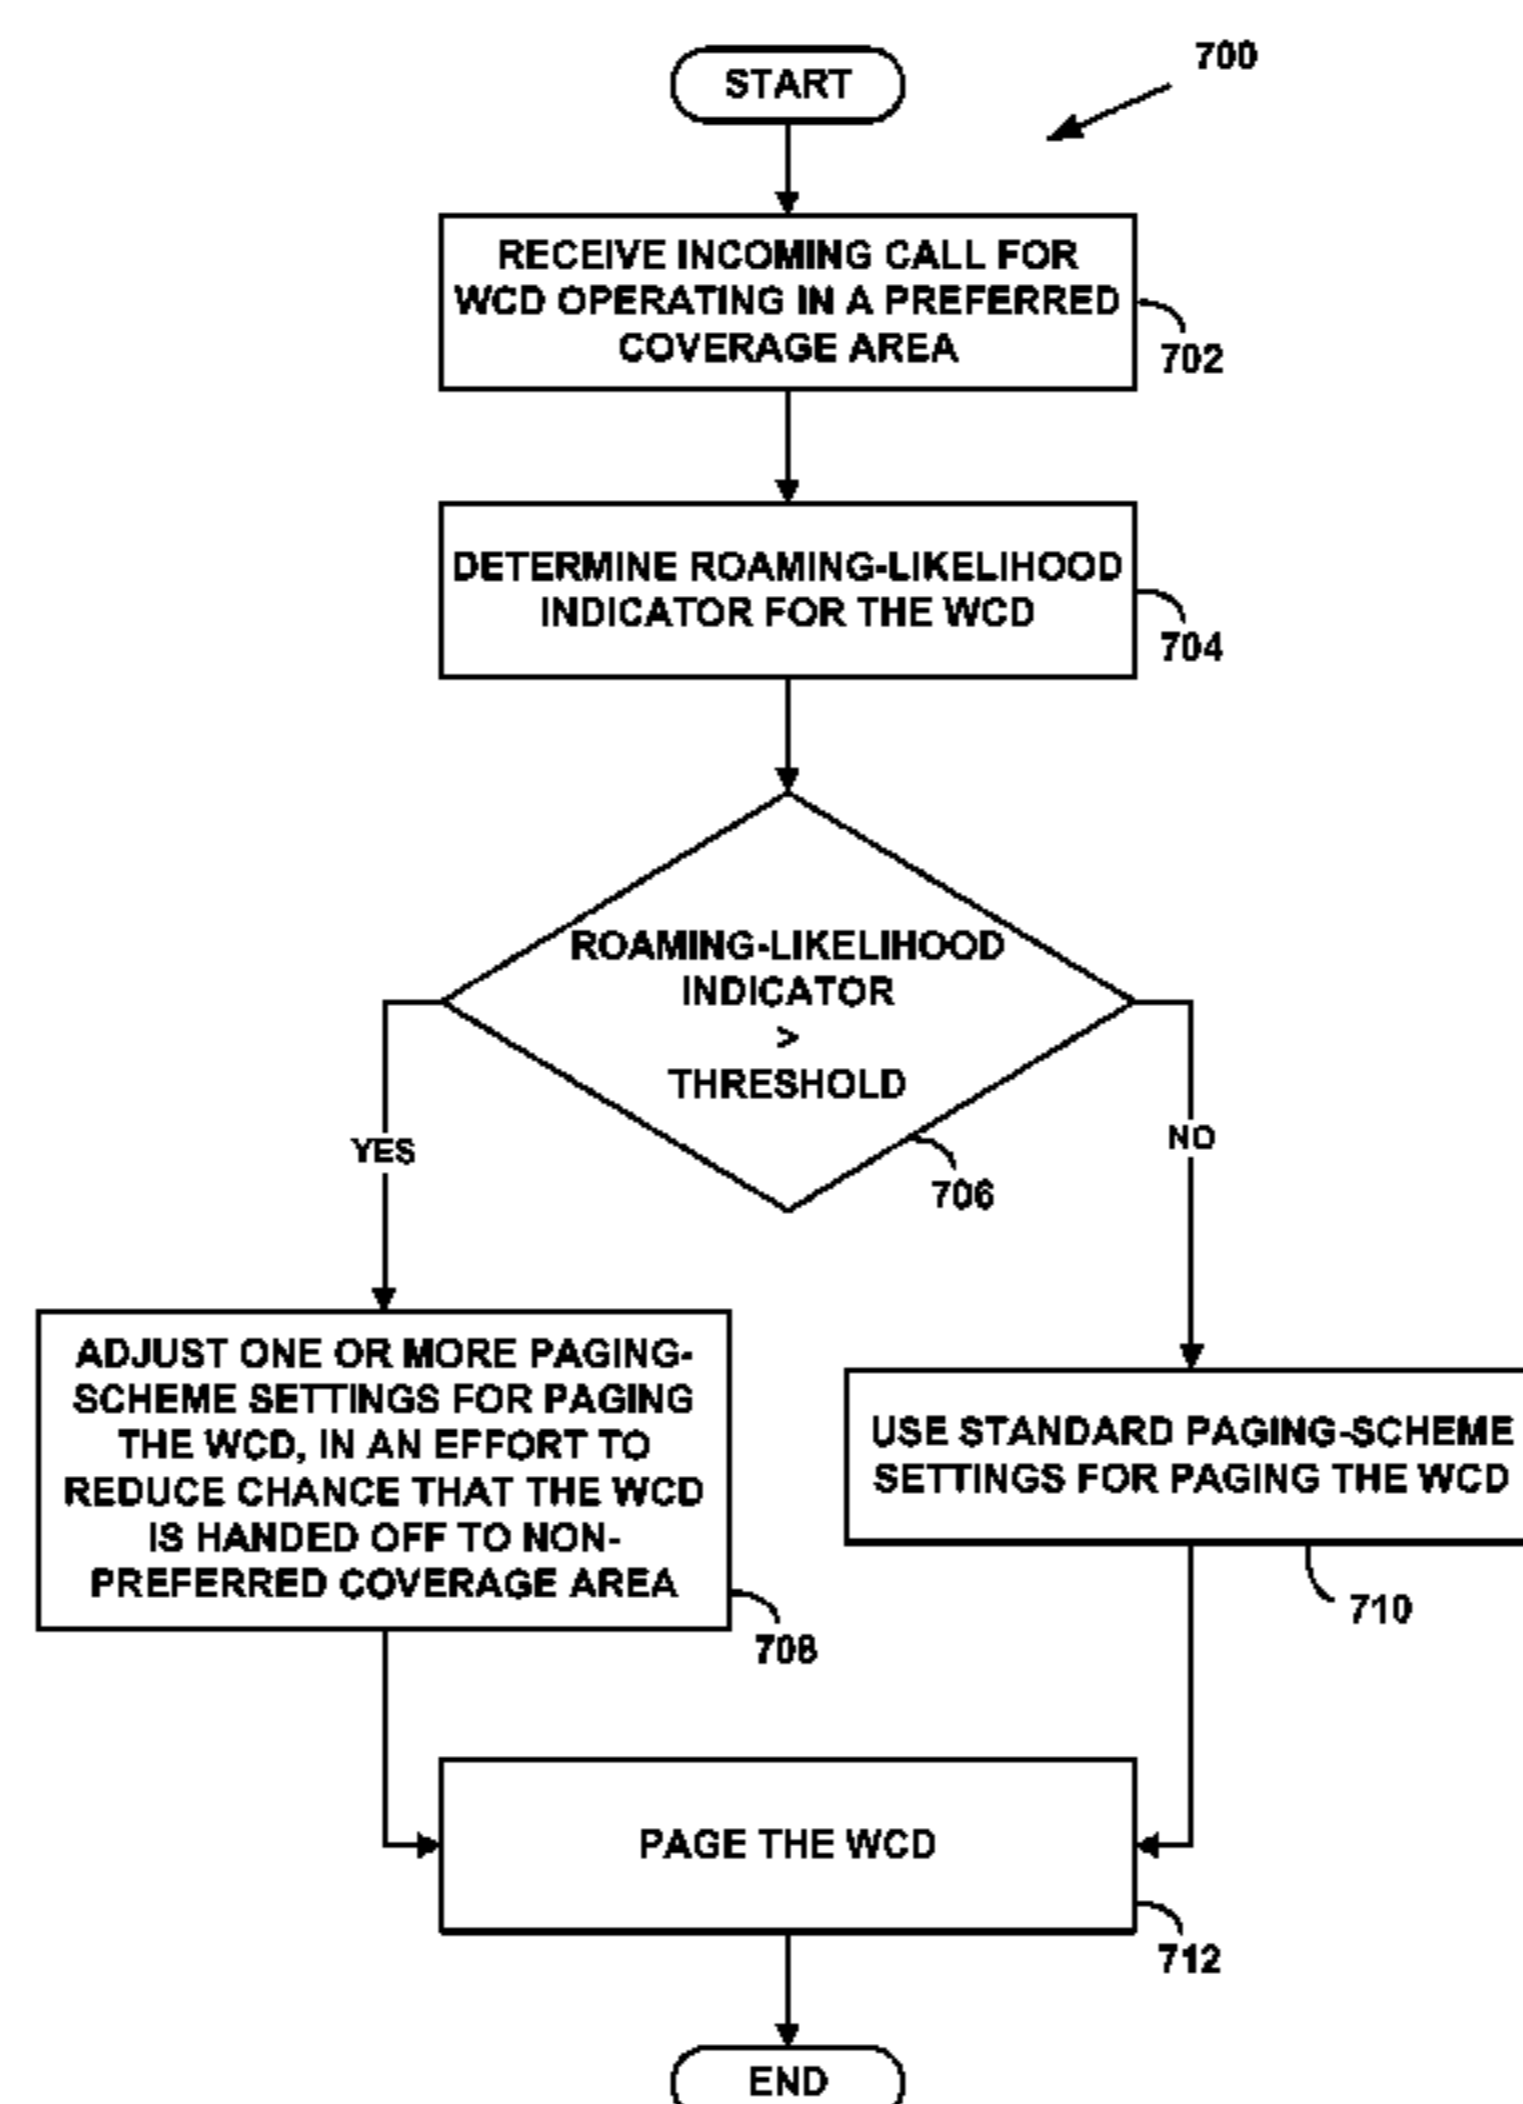 START
700
RECEIVE INCOMING CALL FOR
WCD OPERATING IN A PREFERRED
COVERAGE AREA
702
DETERMINE ROAMING-LIKELIHOOD
INDICATOR FOR THE WCD
704
ROAMING-LIKELIHOOD
INDICATOR
>
THRESHOLD
706
YES
NO
ADJUST ONE OR MORE PAGING-
SCHEME SETTINGS FOR PAGING
THE WCD, IN AN EFFORT TO
REDUCE CHANCE THAT THE WCD
IS HANDED OFF TO NON-
PREFERRED COVERAGE AREA
708
USE STANDARD PAGING-SCHEME
SETTINGS FOR PAGING THE WCD
710
PAGE THE WCD
712
END